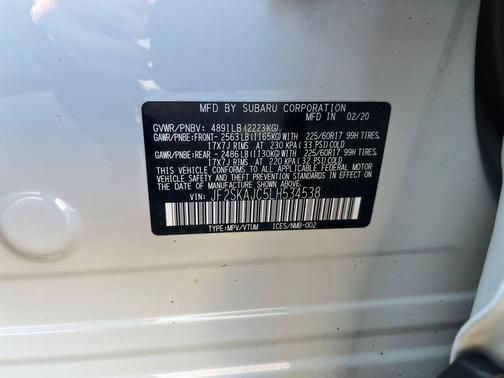 MFD BY SUBARU CORPORATION
MFD IN 02/20
GVWR/PNBV: 4891LB(2223KG)
GAWR/PNBE:FRONT-2563LB(1165KG)WITH 225/60R17 99H TIRES,
17X7J RIMS AT 230 KPA(33 PSI)COLD
GAWR/PNBE:REAR -2486LB(1130KG)WITH 225/60R17 99H TIRES,
17X7J RIMS AT 220 KPA(32 PSI)COLD
THIS VEHICLE CONFORMS TO ALL APPLICABLE FEDERAL MOTOR
VEHICLE SAFETY, BUMPER, AND THEFT PREVENTION STANDARDS
IN EFFECT ON THE DATE OF MANUFACTURE SHOWN ABOVE.
VIN: JF2SKAJC5LH534538
TYPE:MPV/VTUM ICES/NMB-002